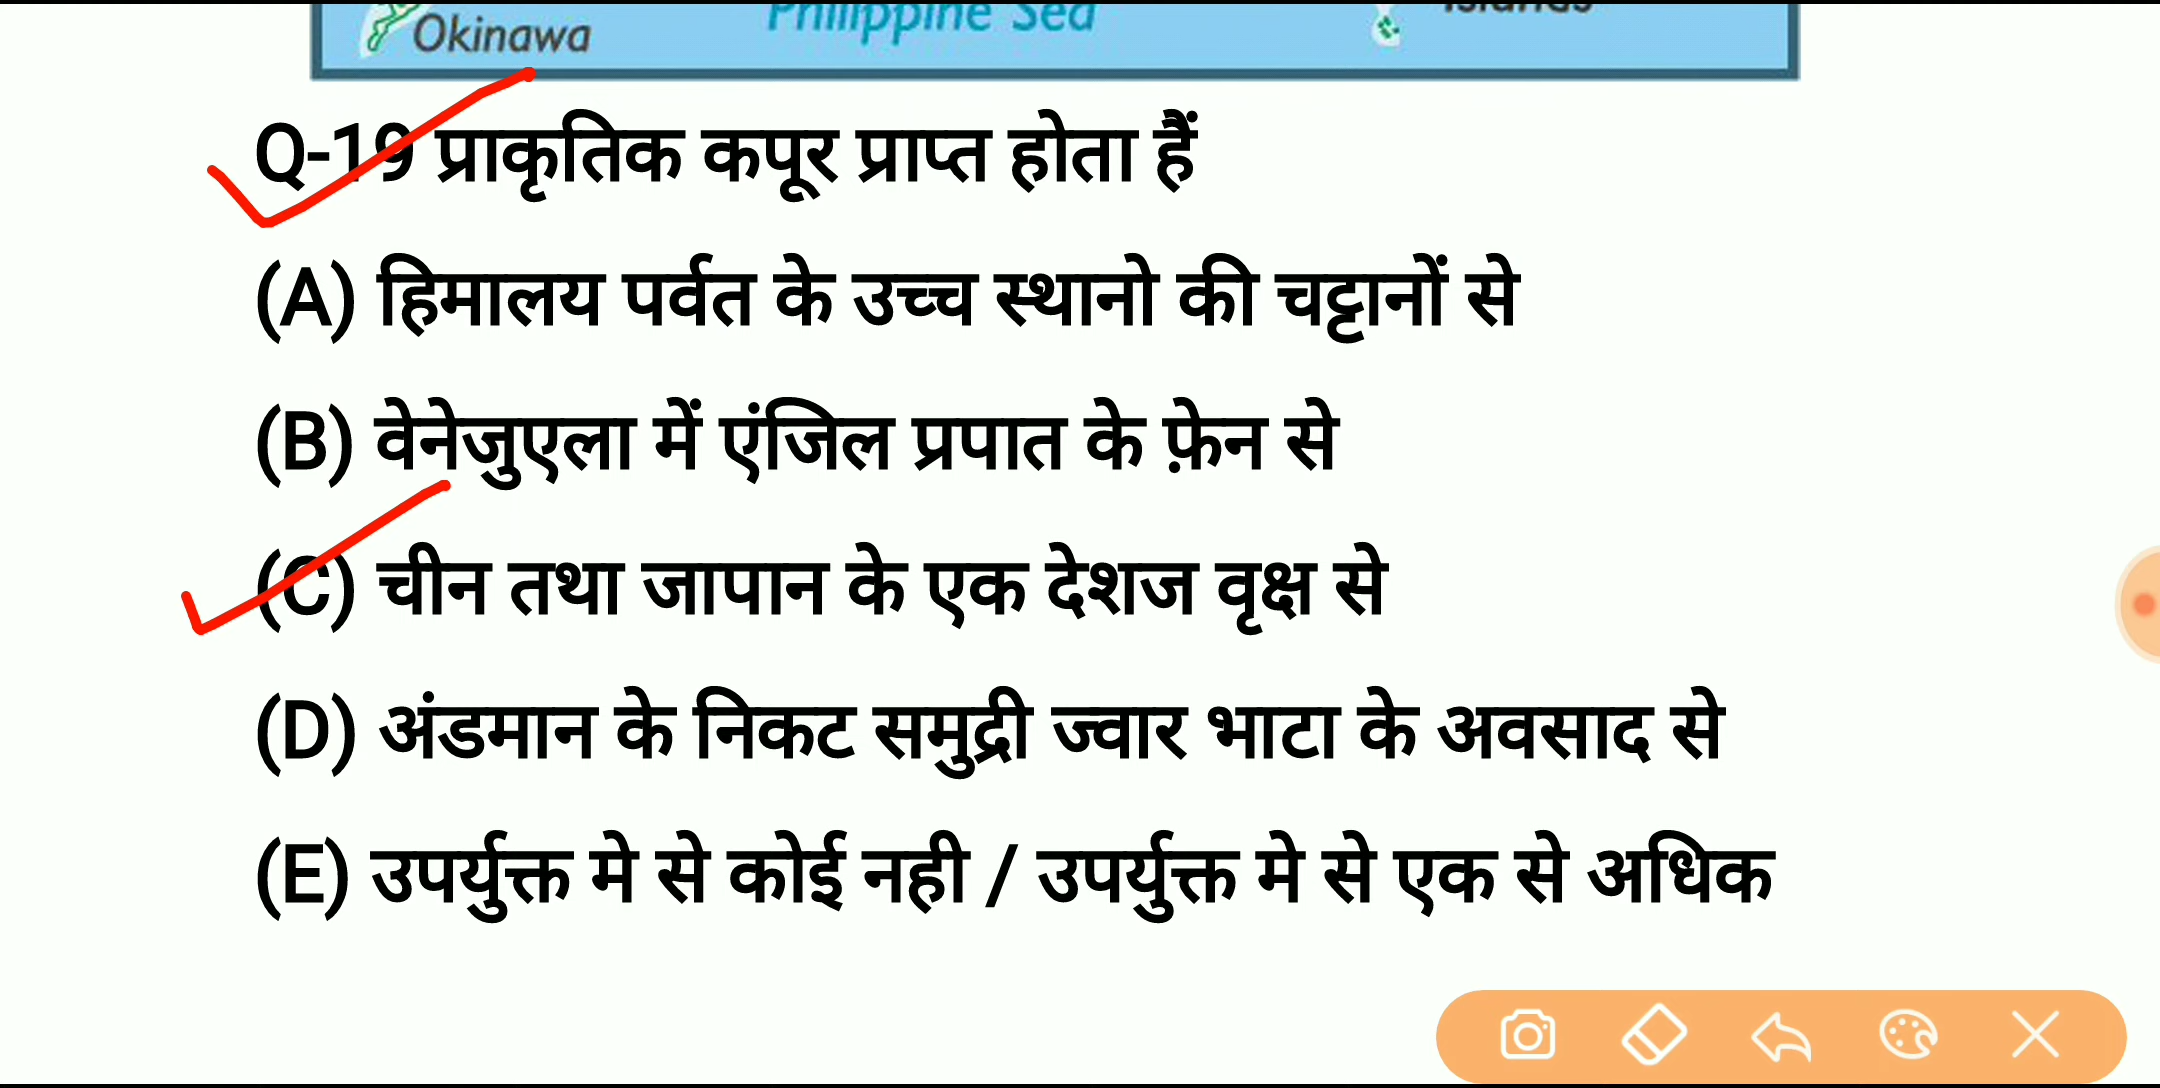 Okinawa
Philippine Sea
Q-19 प्राकृतिक कपूर प्राप्त होता हैं
(A) हिमालय पर्वत के उच्च स्थानो की चट्टानों से
(B) वेनेजुएला में एंजिल प्रपात के फ़ेन से
(C) चीन तथा जापान के एक देशज वृक्ष से
(D) अंडमान के निकट समुद्री ज्वार भाटा के अवसाद से
(E) उपर्युक्त मे से कोई नही / उपर्युक्त मे से एक से अधिक